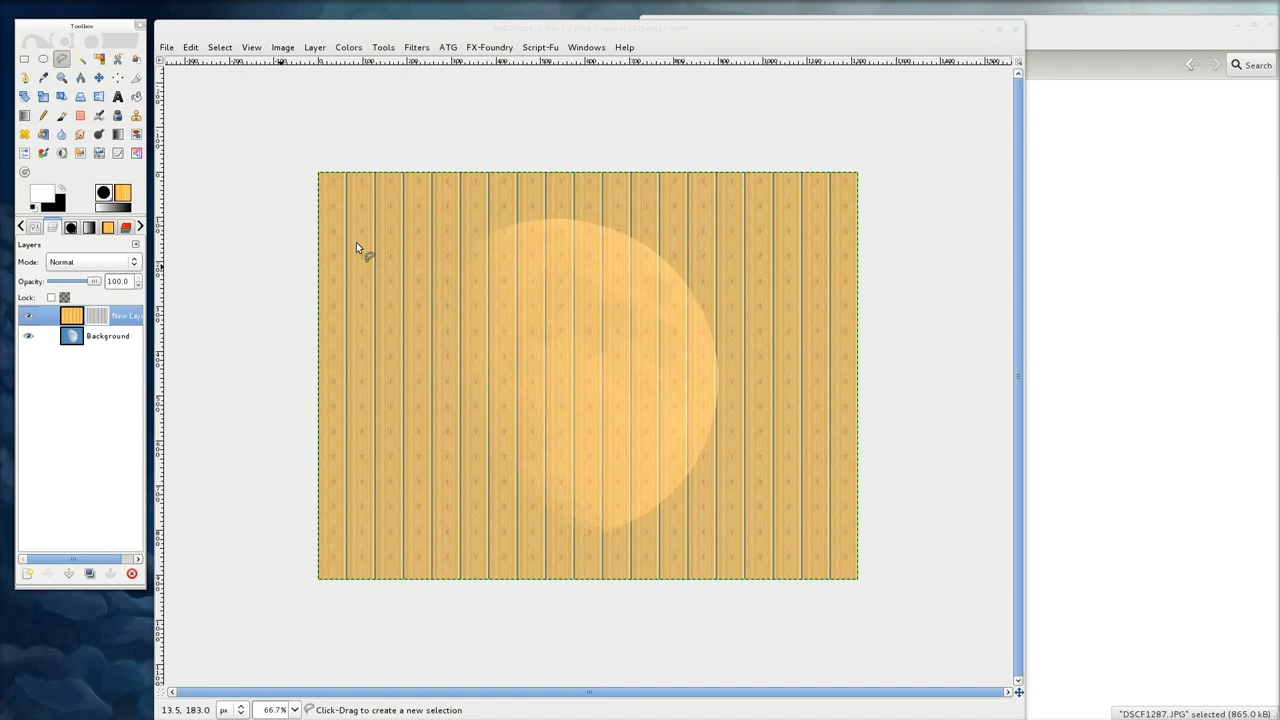 Toolbox
File Edit Select View Image Layer Colors Tools Filters ATG FX-Foundry Script-Fu Windows Help
Search
Layers
Mode: Normal
Opacity: 100.0
Lock:
New Laye
Background
13.5, 183.0 px 66.7% Click-Drag to create a new selection
"DSCF1287.JPG" selected (865.0 kB)